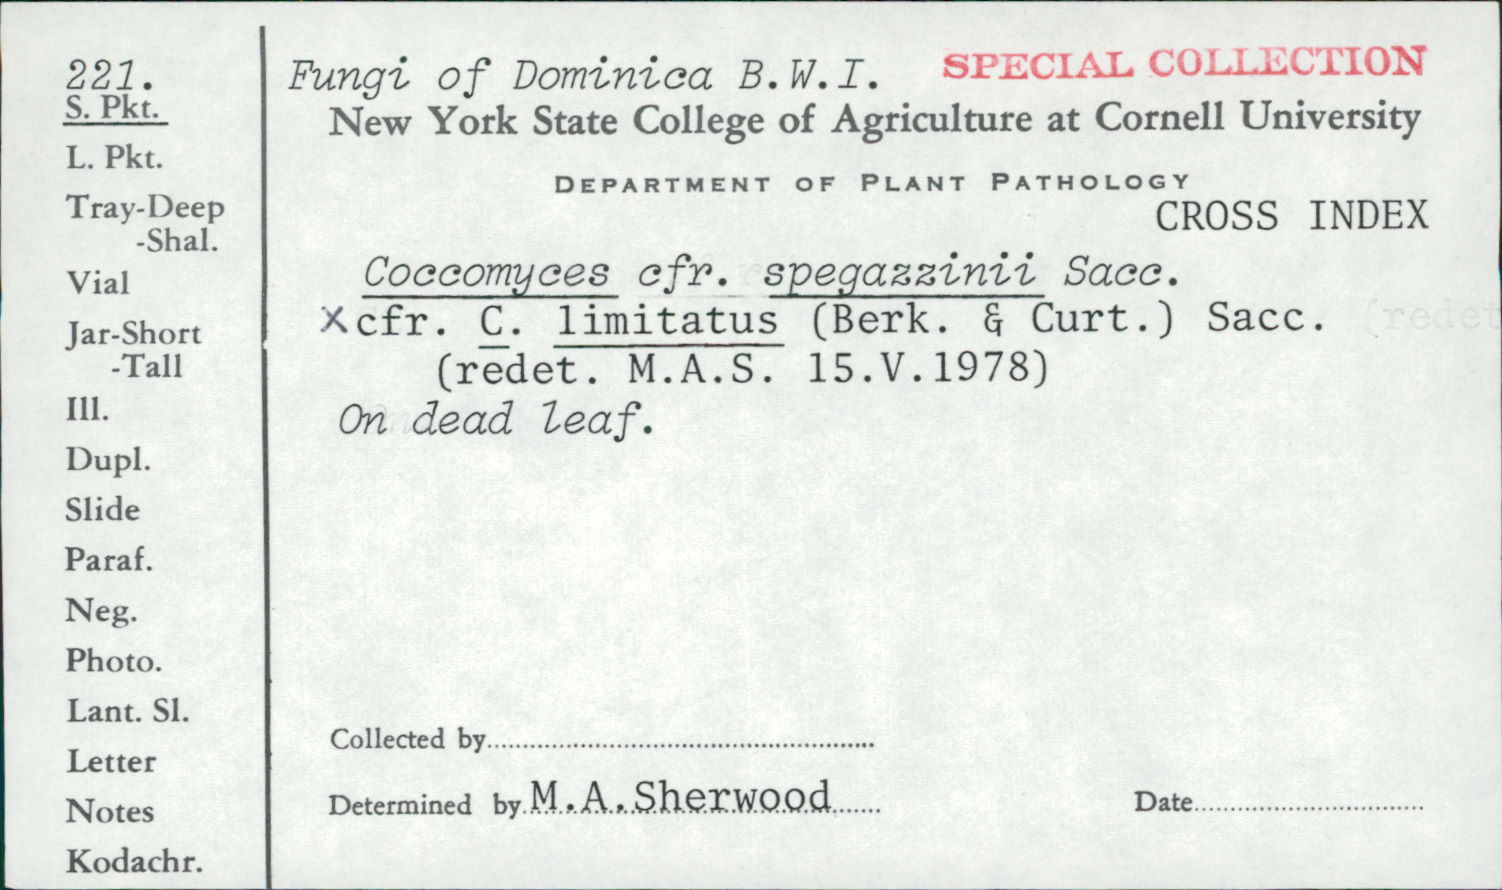 221.
S. Pkt.
L. Pkt.
Tray-Deep
-Shal.
Vial
Jar-Short
-Tall
Ill.
Dupl.
Slide
Paraf.
Neg.
Photo.
Lant. Sl.
Letter
Notes
Kodachr.
Fungi of Dominica B.W.I. SPECIAL COLLECTION
New York State College of Agriculture at Cornell University
DEPARTMENT OF PLANT PATHOLOGY
CROSS INDEX
Coccomyces cfr. spegazzinii Sacc.
X cfr. C. limitatus (Berk. & Curt.) Sacc. (redet
(redet. M.A.S. 15.V.1978)
On dead leaf.
Collected by
Determined by M.A.Sherwood Date